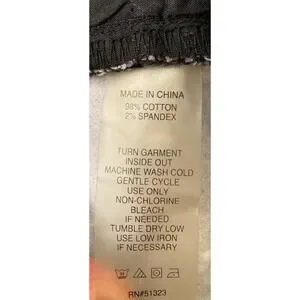 MADE IN CHINA
98% COTTON
2% SPANDEX
TURN GARMENT
INSIDE OUT
MACHINE WASH COLD
GENTLE CYCLE
USE ONLY
NON-CHLORINE
BLEACH
IF NEEDED
TUMBLE DRY LOW
USE LOW IRON
IF NECESSARY
RN#51323